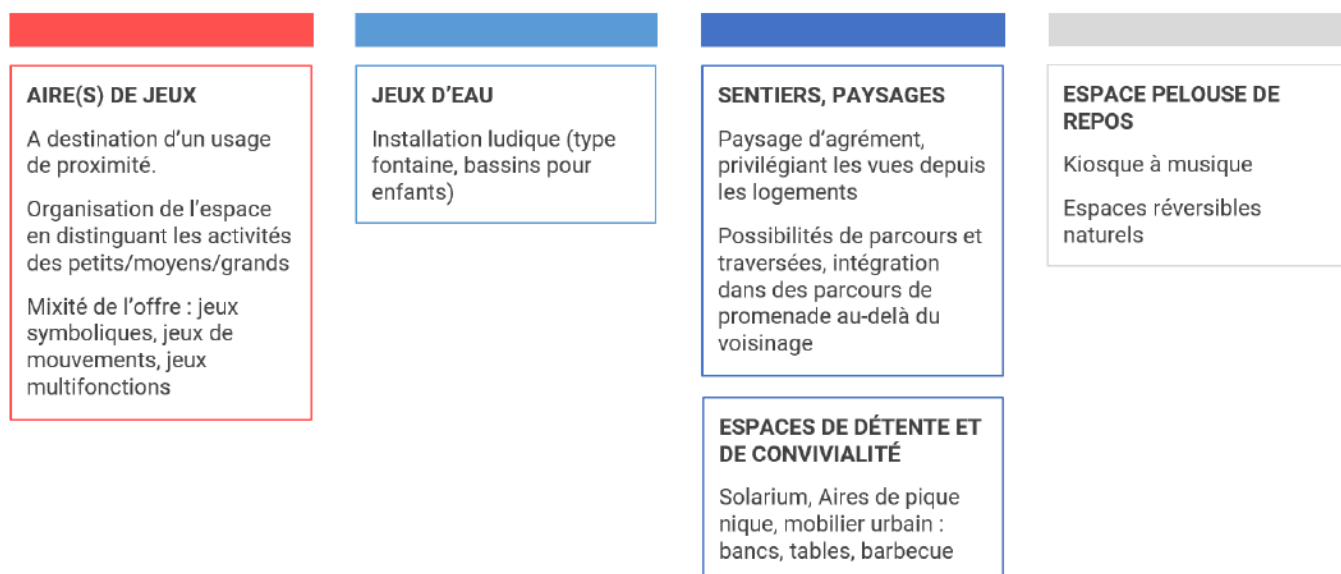 AIRE(S) DE JEUX
A destination d'un usage
de proximité.
Organisation de l'espace
en distinguant les activités
des petits/moyens/grands
Mixité de l'offre : jeux
symboliques, jeux de
mouvements, jeux
multifonctions
JEUX D'EAU
Installation ludique (type
fontaine, bassins pour
enfants)
SENTIERS, PAYSAGES
Paysage d'agrément,
privilégiant les vues depuis
les logements
Possibilités de parcours et
traversées, intégration
dans des parcours de
promenade au-delà du
voisinage
ESPACES DE DÉTENTE ET
DE CONVIVIALITÉ
Solarium, Aires de pique
nique, mobilier urbain :
bancs, tables, barbecue
ESPACE PELOUSE DE
REPOS
Kiosque à musique
Espaces réversibles
naturels